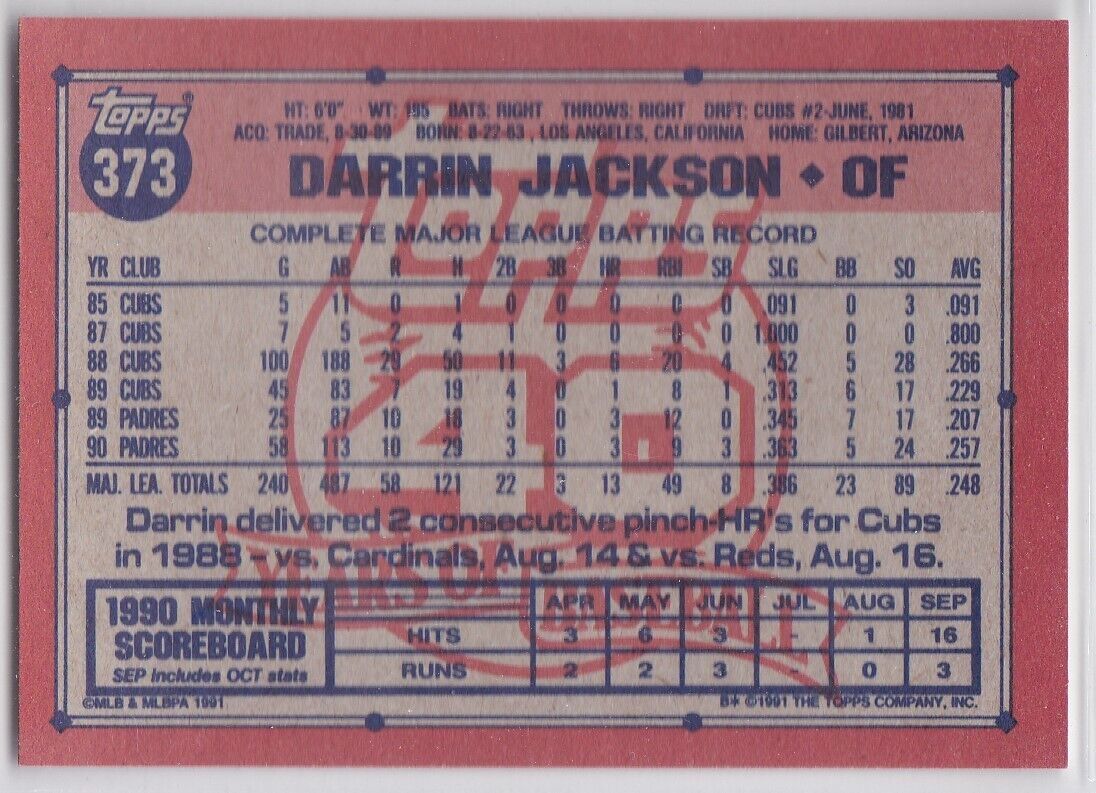 topps®
373
HT: 6'0" WT: 195 BATS: RIGHT THROWS: RIGHT DRFT: CUBS #2-JUNE, 1981
ACQ: TRADE, 8-30-89 BORN: 8-22-63, LOS ANGELES, CALIFORNIA HOME: GILBERT, ARIZONA
DARRIN JACKSON ◆ OF
COMPLETE MAJOR LEAGUE BATTING RECORD
YR CLUB G AB R H 2B 3B HR RBI SB SLG BB SO AVG
85 CUBS 5 11 0 1 0 0 0 0 0 .091 0 3 .091
87 CUBS 7 5 2 4 1 0 0 0 0 1.000 0 0 .800
88 CUBS 100 188 29 50 11 3 6 20 4 .452 5 28 .266
89 CUBS 45 83 7 19 4 0 1 8 1 .313 6 17 .229
89 PADRES 25 87 10 18 3 0 3 12 0 .345 7 17 .207
90 PADRES 58 113 10 29 3 0 3 9 3 .363 5 24 .257
MAJ. LEA. TOTALS 240 487 58 121 22 3 13 49 8 .386 23 89 .248
Darrin delivered 2 consecutive pinch-HR's for Cubs
in 1988 – vs. Cardinals, Aug. 14 & vs. Reds, Aug. 16.
topps
40
YEARS OF BASEBALL
1990 MONTHLY
SCOREBOARD
SEP includes OCT stats
APR MAY JUN JUL AUG SEP
HITS 3 6 3 - 1 16
RUNS 2 2 3 - 0 3
©MLB & MLBPA 1991
B* ©1991 THE TOPPS COMPANY, INC.